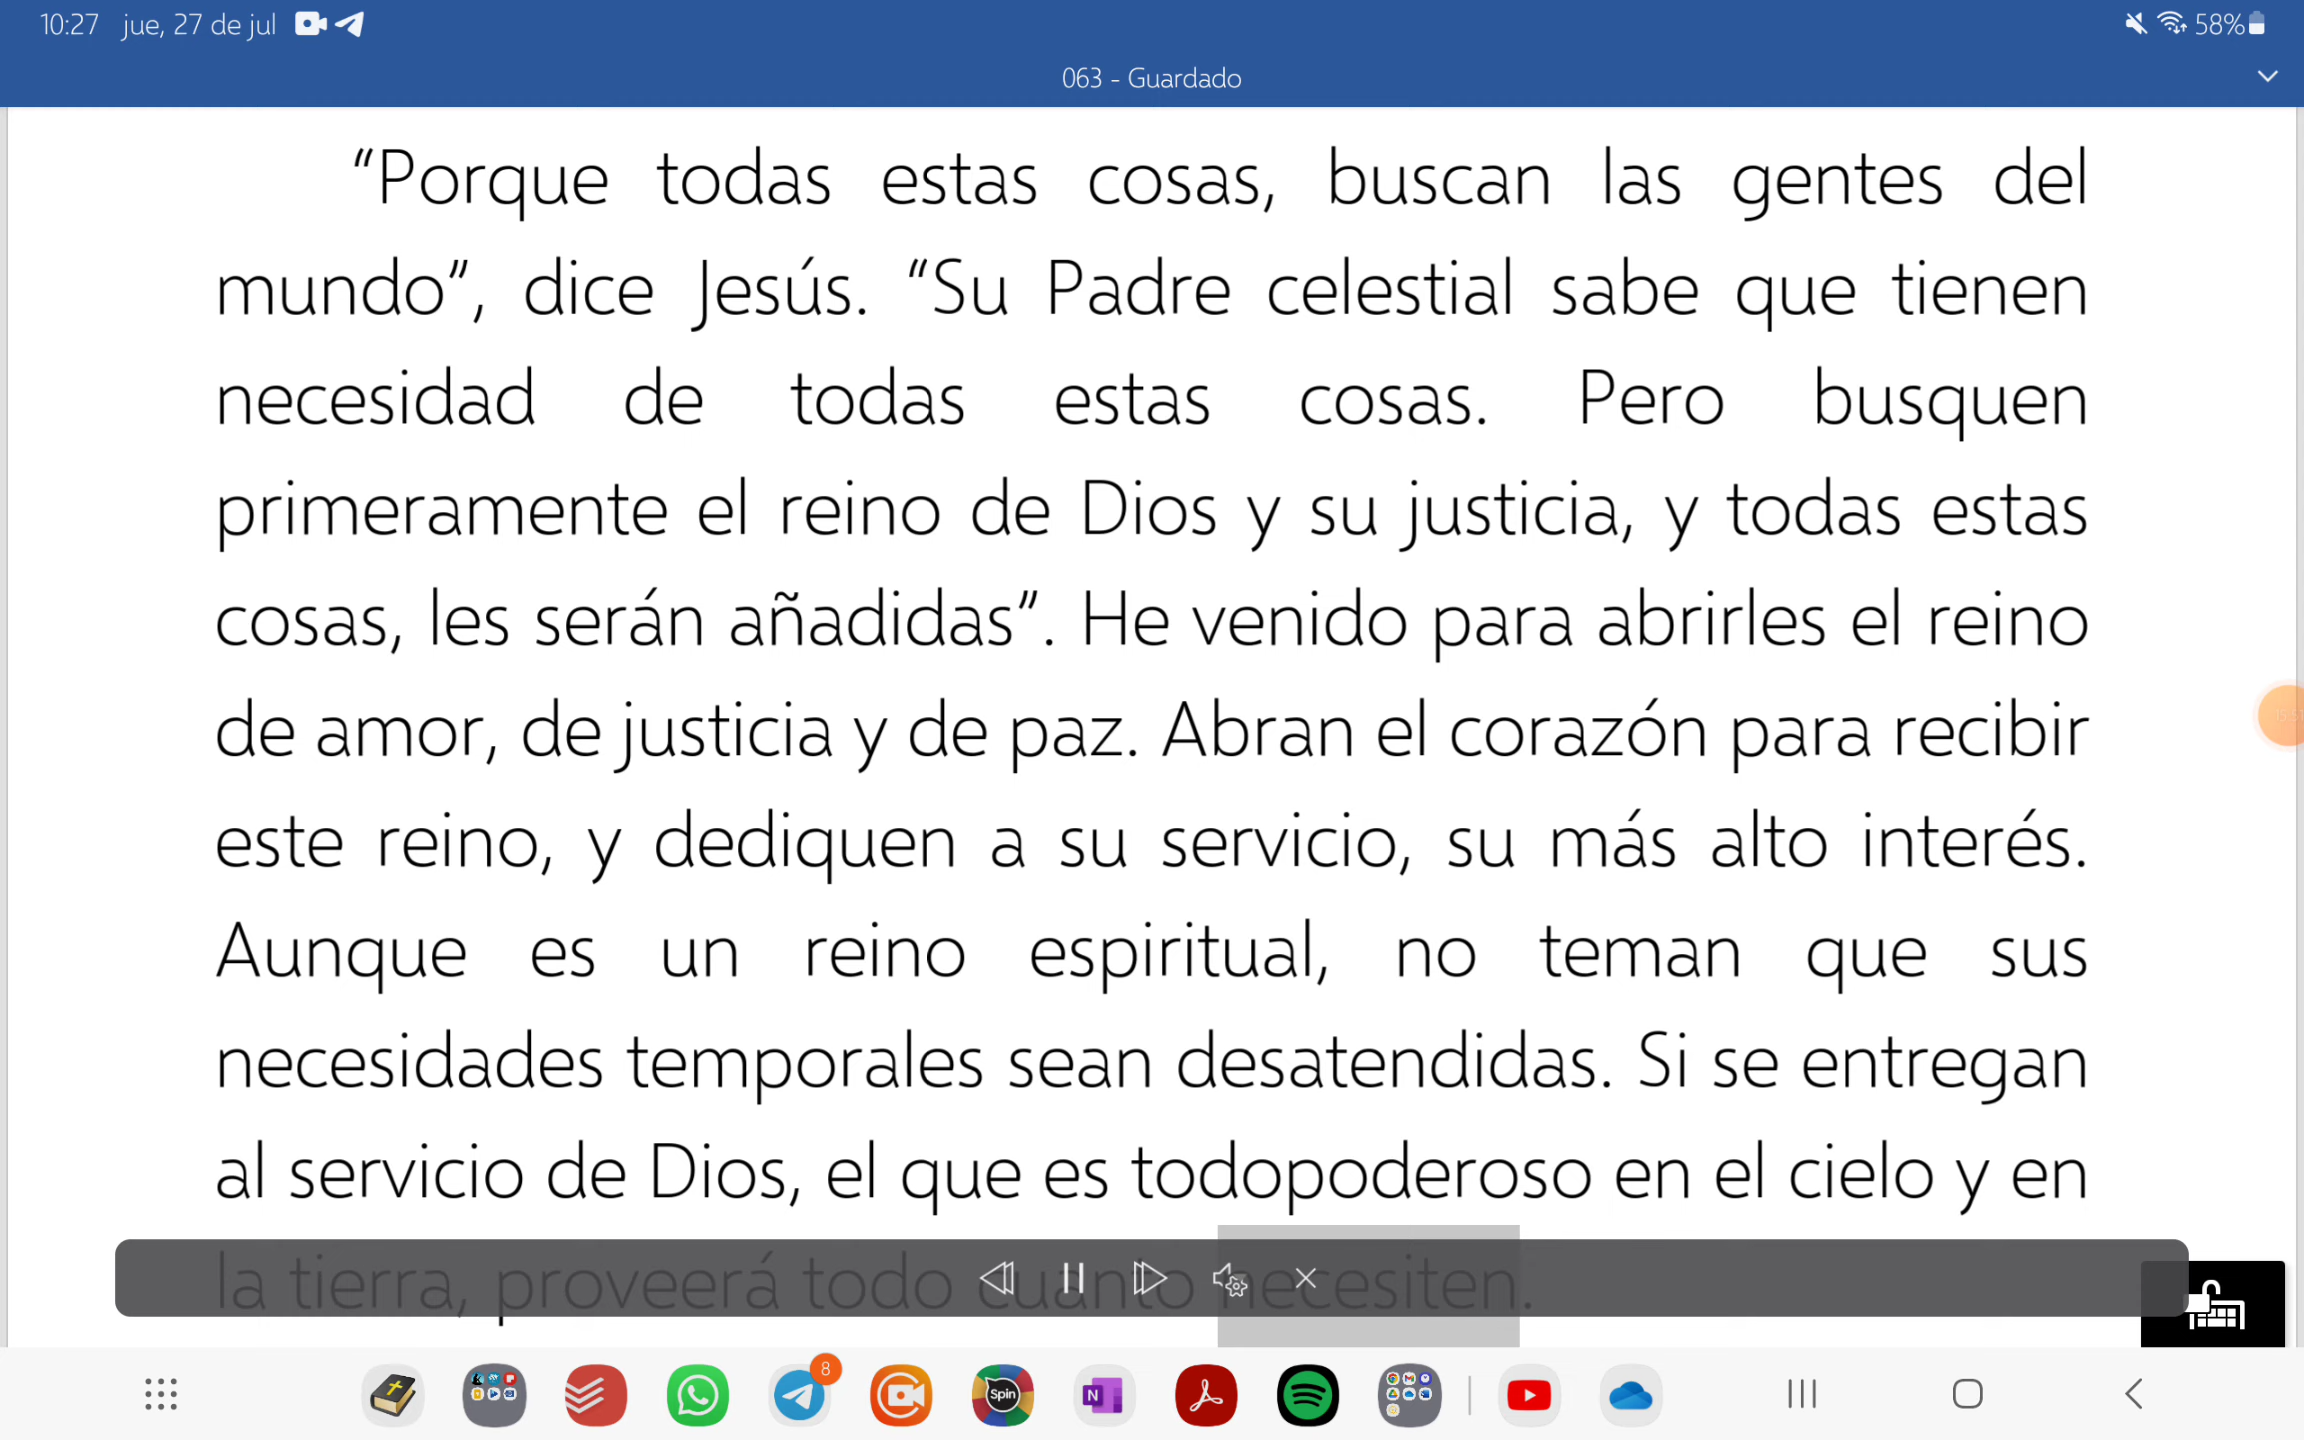 10:27 jue, 27 de jul 58%
063 - Guardado
“Porque todas estas cosas, buscan las gentes del
mundo”, dice Jesús. “Su Padre celestial sabe que tienen
necesidad de todas estas cosas. Pero busquen
primeramente el reino de Dios y su justicia, y todas estas
cosas, les serán añadidas”. He venido para abrirles el reino
de amor, de justicia y de paz. Abran el corazón para recibir
este reino, y dediquen a su servicio, su más alto interés.
Aunque es un reino espiritual, no teman que sus
necesidades temporales sean desatendidas. Si se entregan
al servicio de Dios, el que es todopoderoso en el cielo y en
la tierra, proveerá todo cuanto necesiten.
8
Spin
N